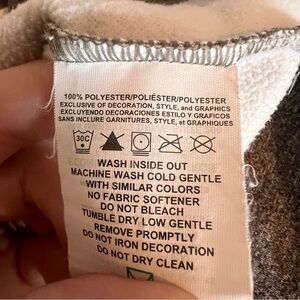 100% POLYESTER/POLIÉSTER/POLYESTER
EXCLUSIVE OF DECORATION, STYLE, and GRAPHICS
EXCLUYENDO DECORACIONES ESTILO Y GRAFICOS
SANS INCLURE GARNITURES, STYLE, et GRAPHIQUES
30C
WASH INSIDE OUT
MACHINE WASH COLD GENTLE
WITH SIMILAR COLORS
NO FABRIC SOFTENER
DO NOT BLEACH
TUMBLE DRY LOW GENTLE
REMOVE PROMPTLY
DO NOT IRON DECORATION
DO NOT DRY CLEAN